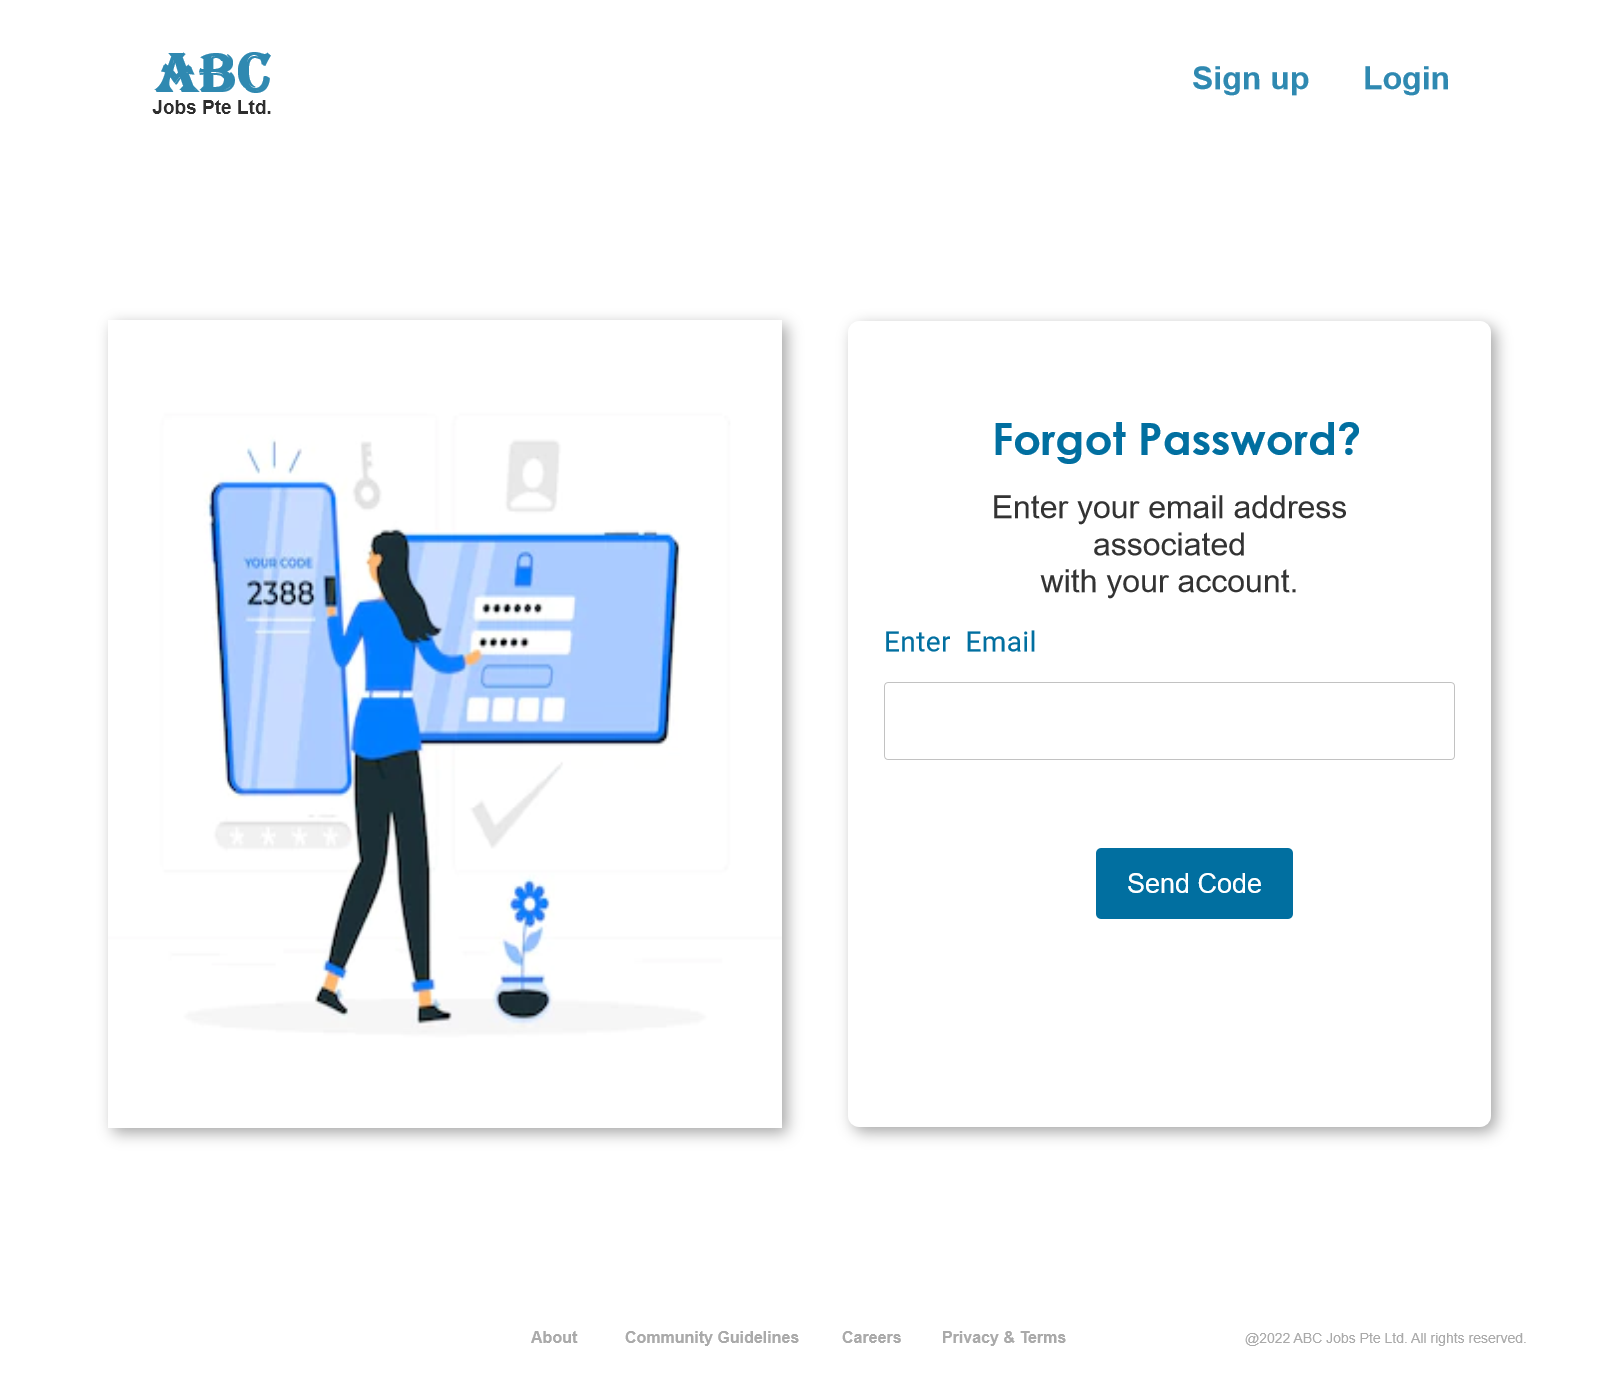 ABC
Jobs Pte Ltd.
Sign up
Login
YOUR CODE
2388
Forgot Password?
Enter your email address
associated
with your account.
Enter  Email
Send Code
About
Community Guidelines
Careers
Privacy & Terms
@2022 ABC Jobs Pte Ltd. All rights reserved.